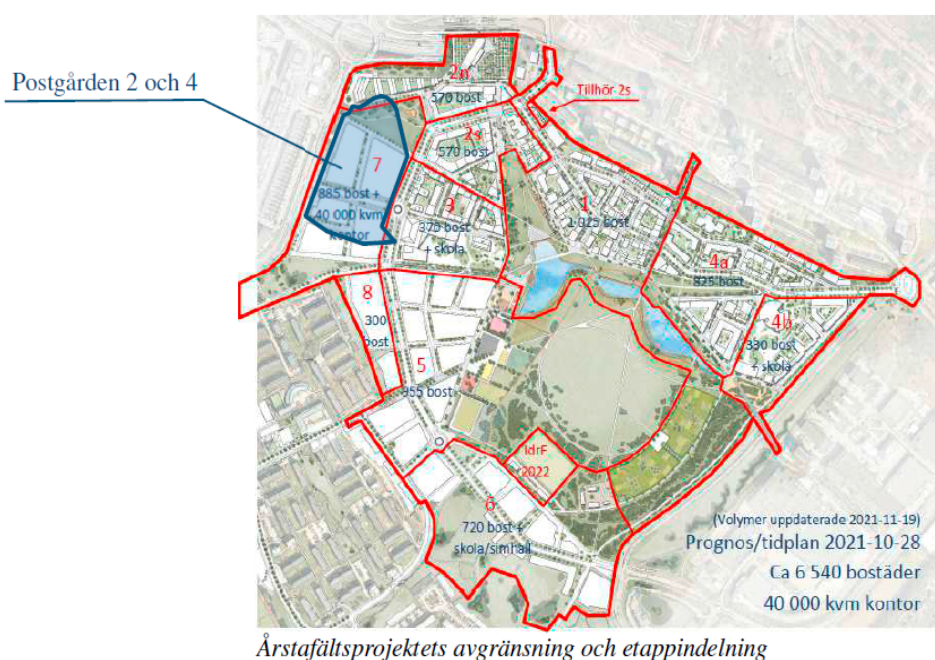 Postgården 2 och 4
2n
570 bost
Tillhör 2s
2s
570 bost
7
885 bost +
40 000 kvm
kontor
3
370 bost
+ skola
1
1 025 bost
4a
825 bost
4b
330 bost
+ skola
8
300
bost
5
955 bost
IdrF
2022
6
720 bost +
skola/simhall
(Volymer uppdaterade 2021-11-19)
Prognos/tidplan 2021-10-28
Ca 6 540 bostäder
40 000 kvm kontor
Årstafältsprojektets avgränsning och etappindelning